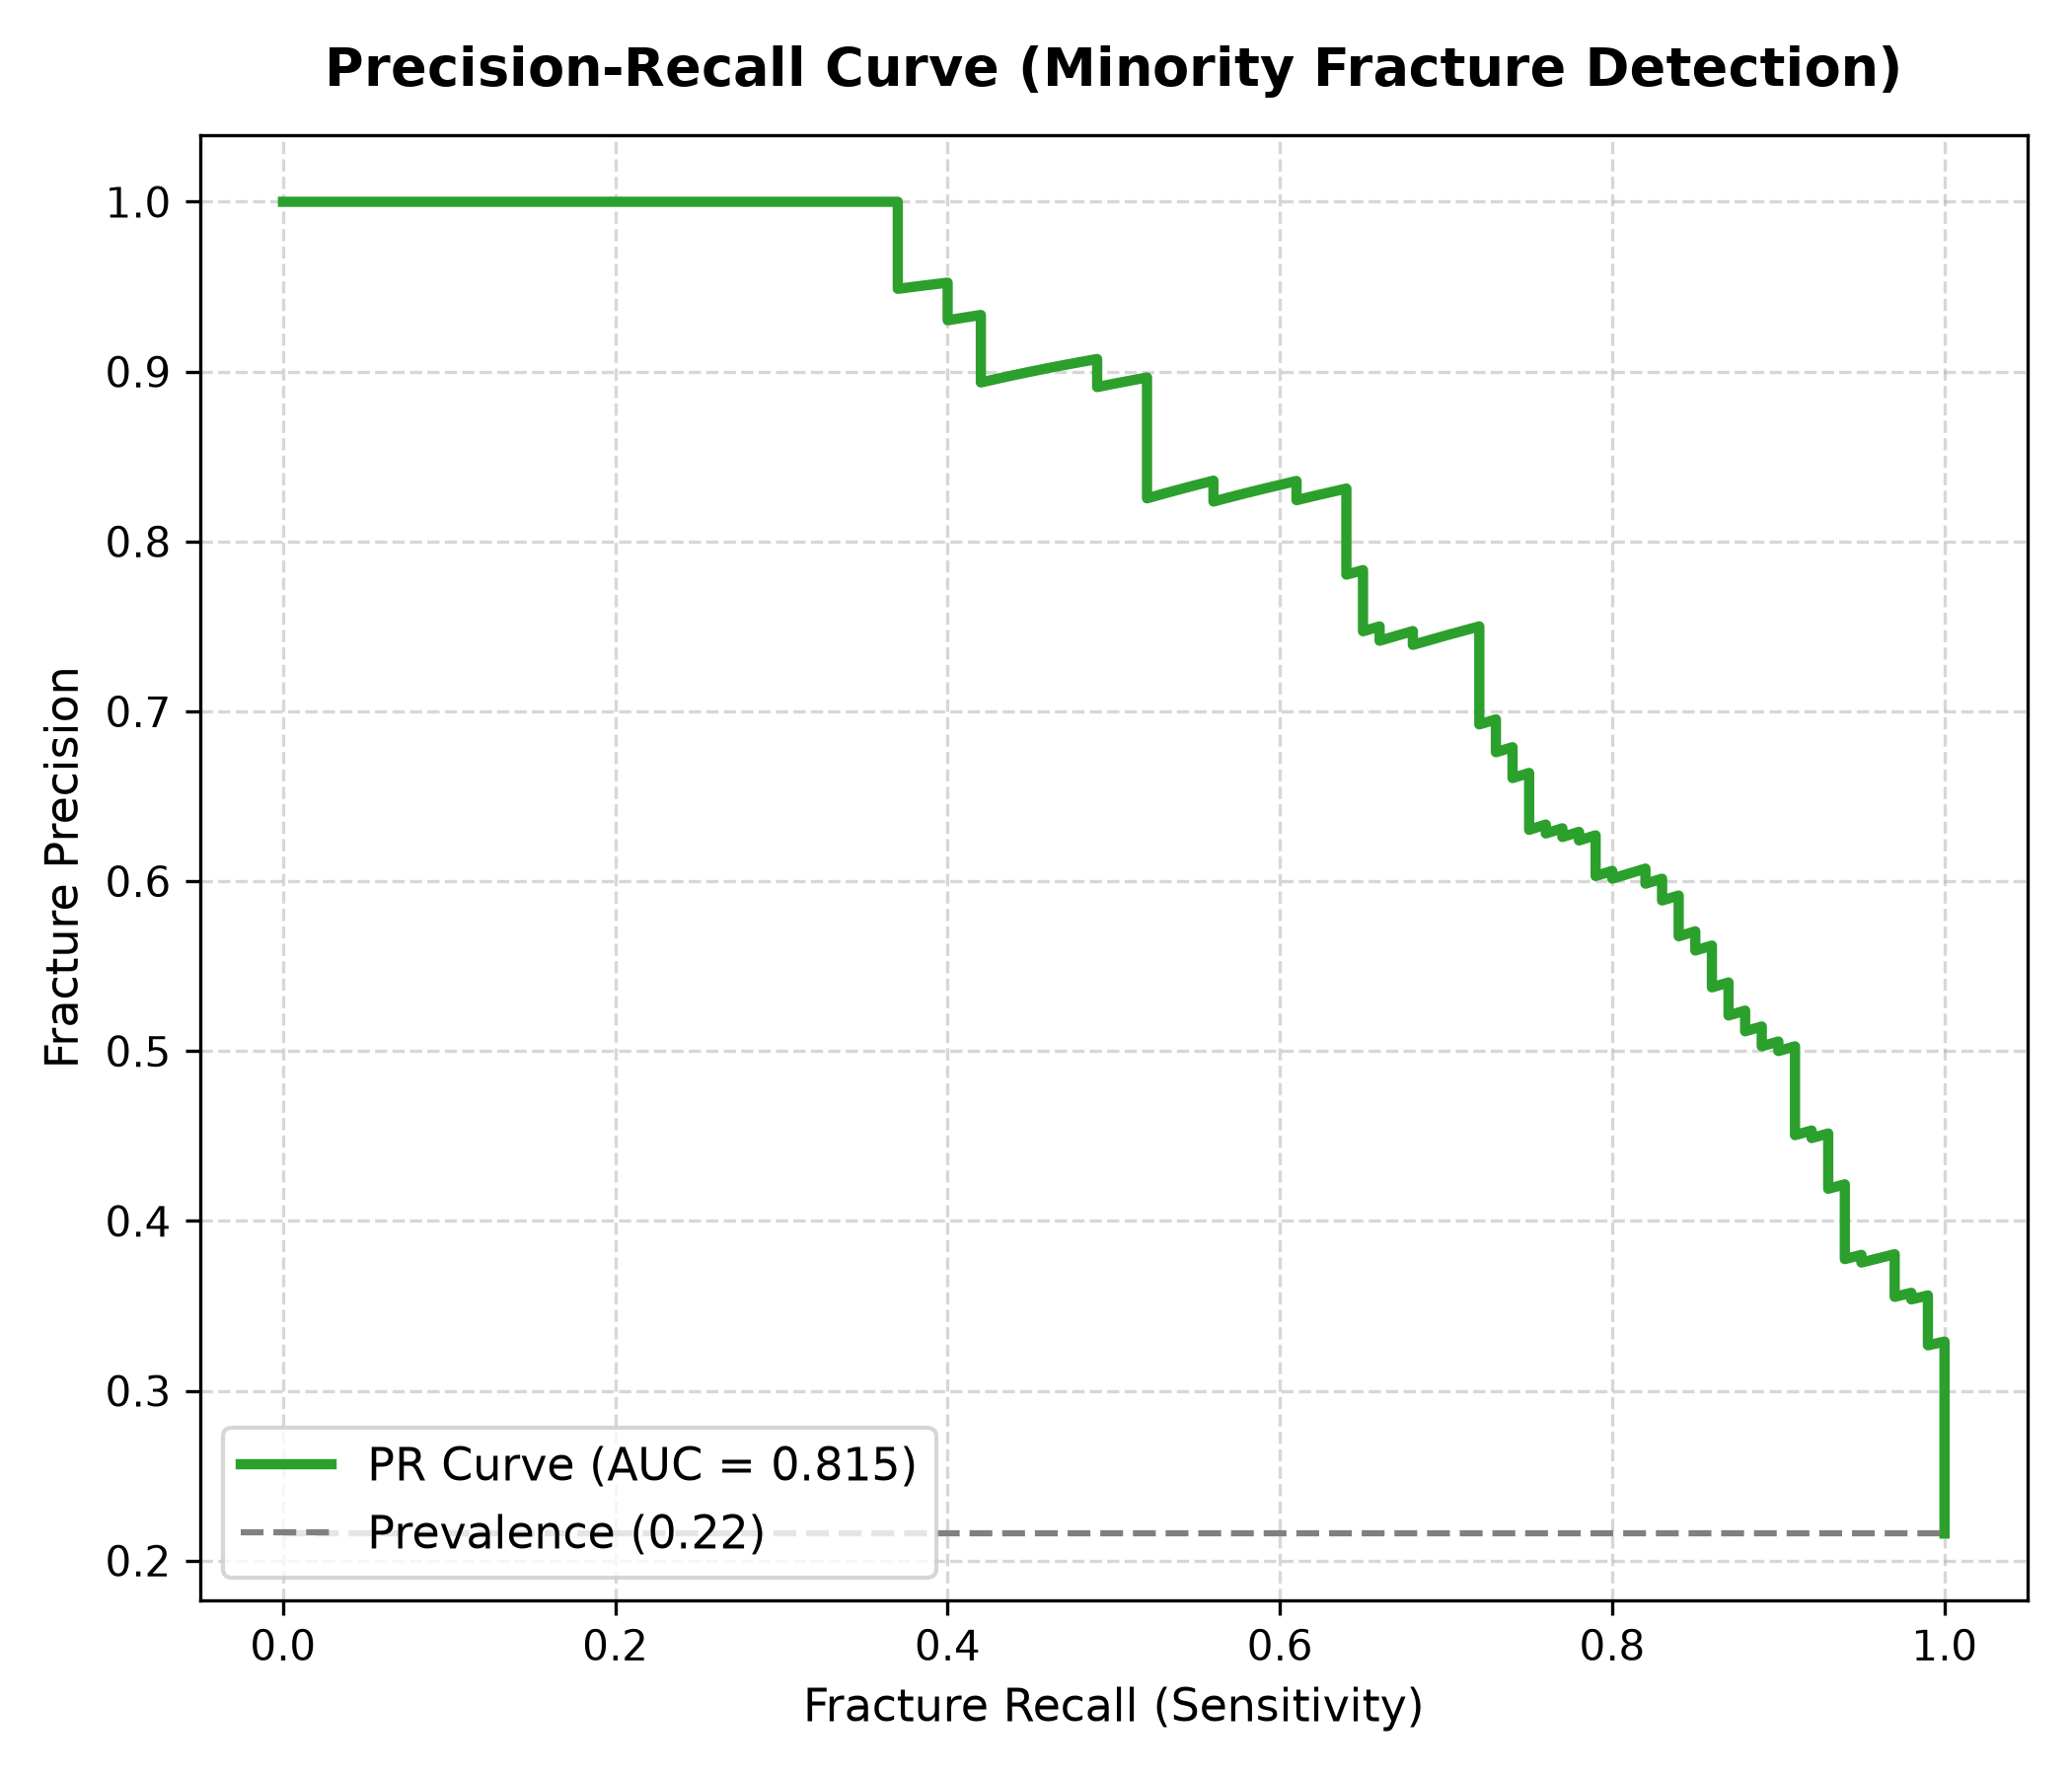 Precision-Recall Curve (Minority Fracture Detection)
Fracture Precision
1.0
0.9
0.8
0.7
0.6
0.5
0.4
0.3
0.2
PR Curve (AUC = 0.815)
Prevalence (0.22)
0.0 0.2 0.4 0.6 0.8 1.0
Fracture Recall (Sensitivity)